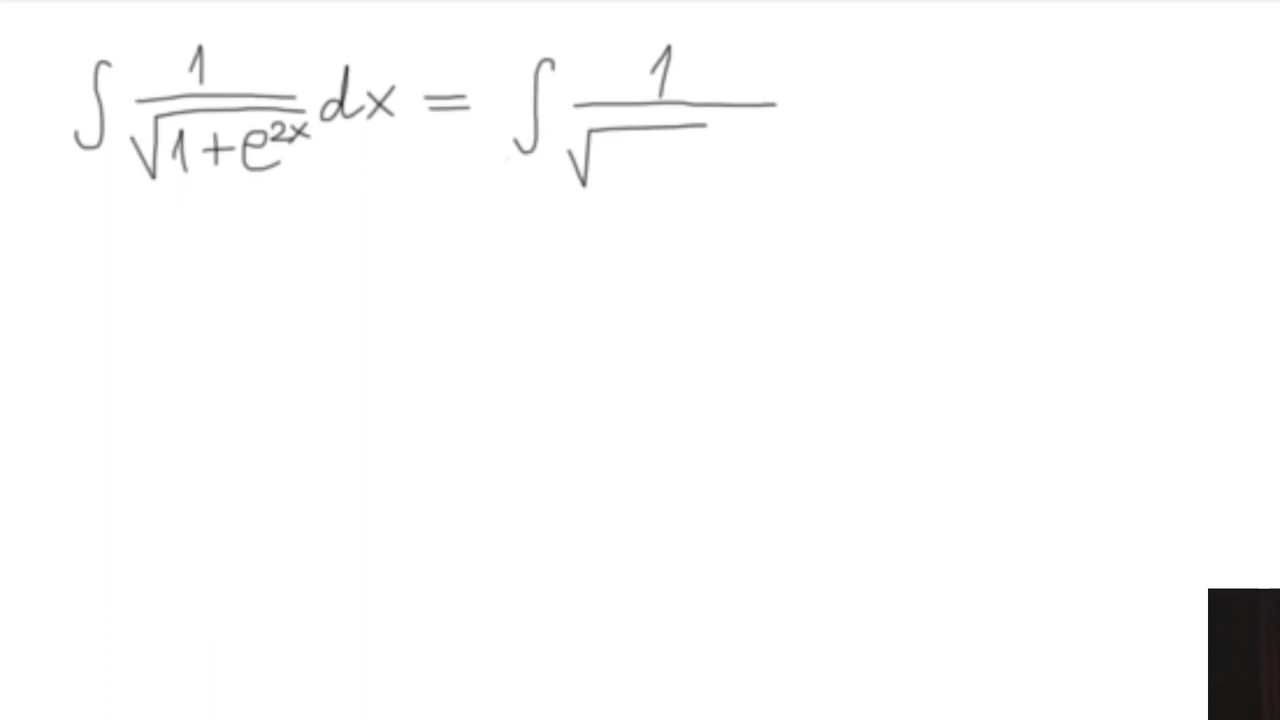 ∫ 1/√(1+e^(2x)) dx = ∫ 1/√